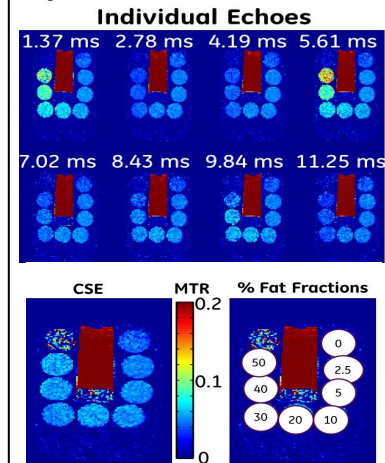 Individual Echoes
1.37 ms 2.78 ms 4.19 ms 5.61 ms
7.02 ms 8.43 ms 9.84 ms 11.25 ms
CSE MTR % Fat Fractions
0.2
0.1
0
0
50 2.5
40 5
30 20 10